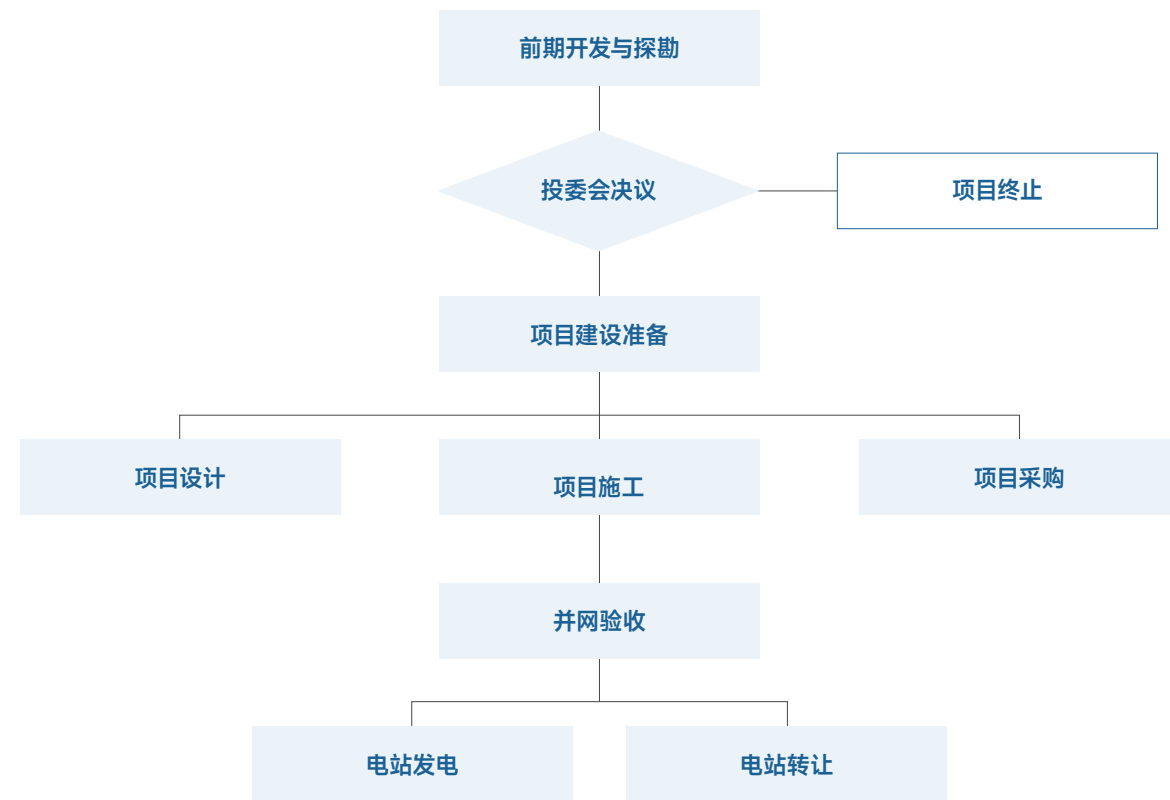 前期开发与探勘
投委会决议
项目终止
项目建设准备
项目设计
项目施工
项目采购
并网验收
电站发电
电站转让